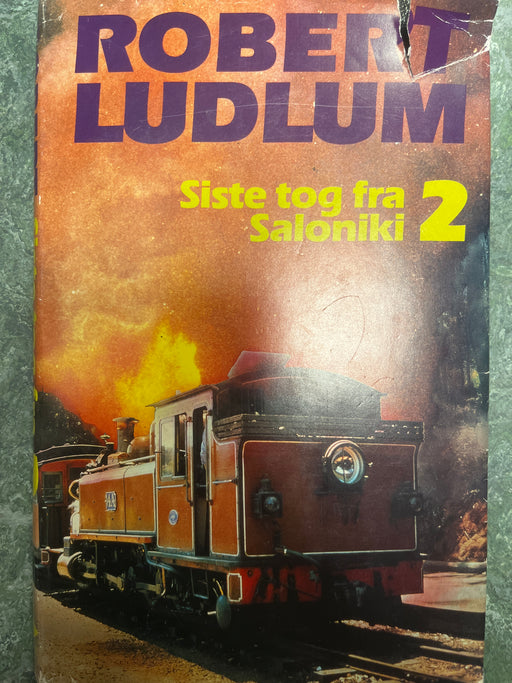 ROBERT
LUDLUM
Siste tog fra 2
Saloniki